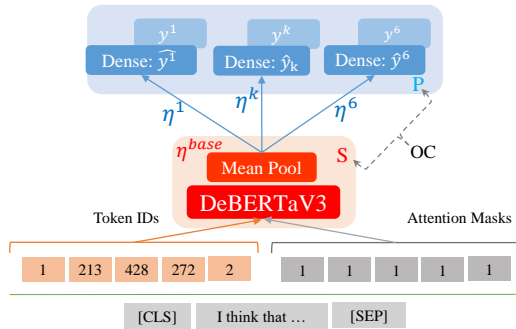 y¹ yᵏ y⁶
Dense: ŷ¹ Dense: ŷₖ Dense: ŷ⁶
P
η¹ ηᵏ η⁶
ηᵇᵃˢᵉ S OC
Mean Pool
DeBERTaV3
Token IDs Attention Masks
1 213 428 272 2 1 1 1 1 1
[CLS] I think that ... [SEP]